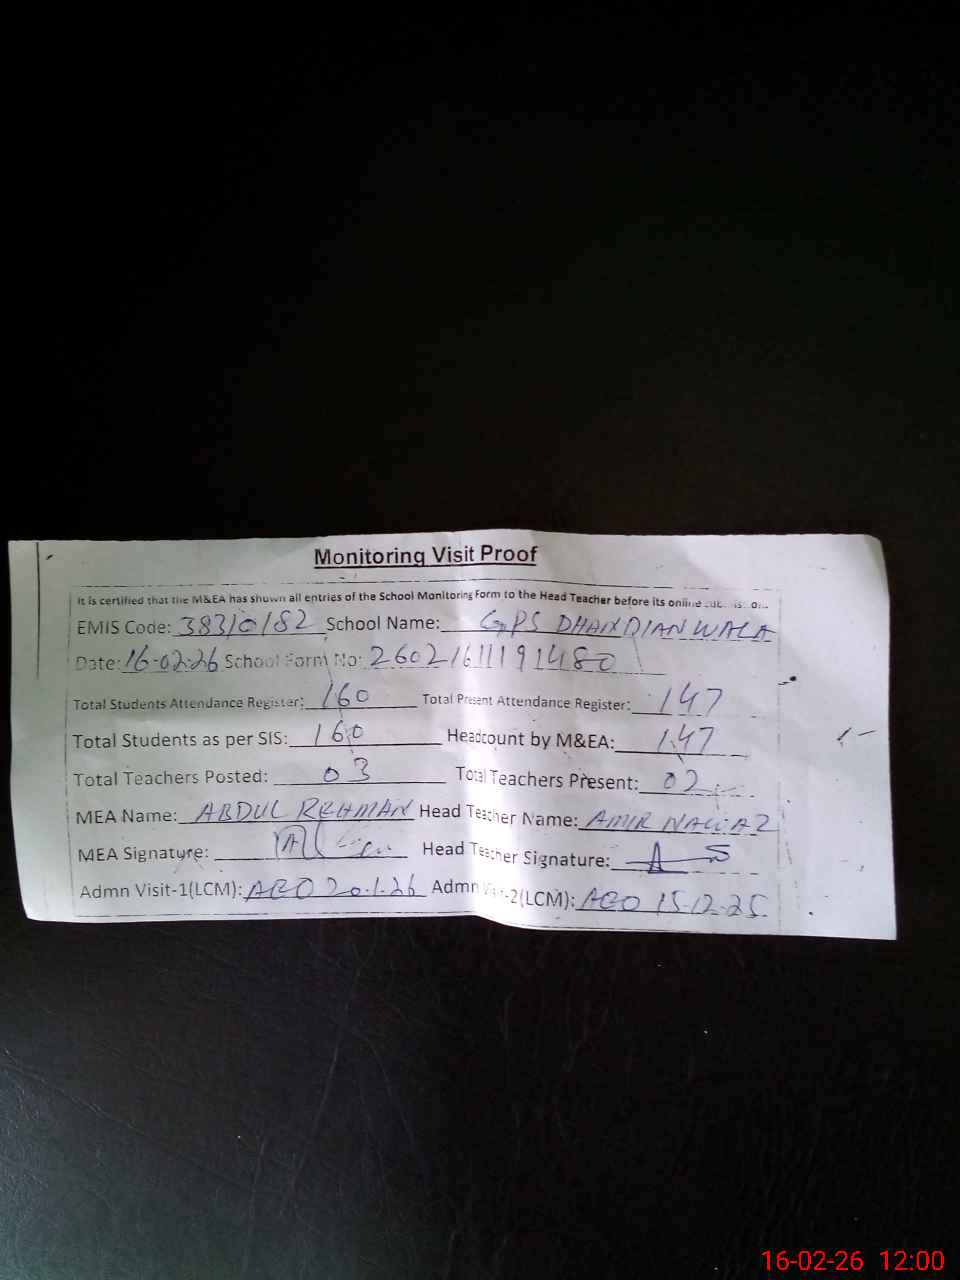 Monitoring Visit Proof
It is certified that the M&EA has shown all entries of the School Monitoring Form to the Head Teacher before its online
EMIS Code: 38310182 School Name: GPS DHANDIANWALA
Date: 16-02-26 School Form No: 26021611191480
Total Students Attendance Register: 160 Total Present Attendance Register: 147
Total Students as per SIS: 160 Headcount by M&EA: 147
Total Teachers Posted: 03 Total Teachers Present: 02
MEA Name: ABDUL REHMAN Head Teacher Name: AMIR NAWAZ
MEA Signature: Head Teacher Signature:
Admn Visit-1(LCM): AEO 20.1.26 Admn Visit-2(LCM): AEO 15-12-25
16-02-26 12:00